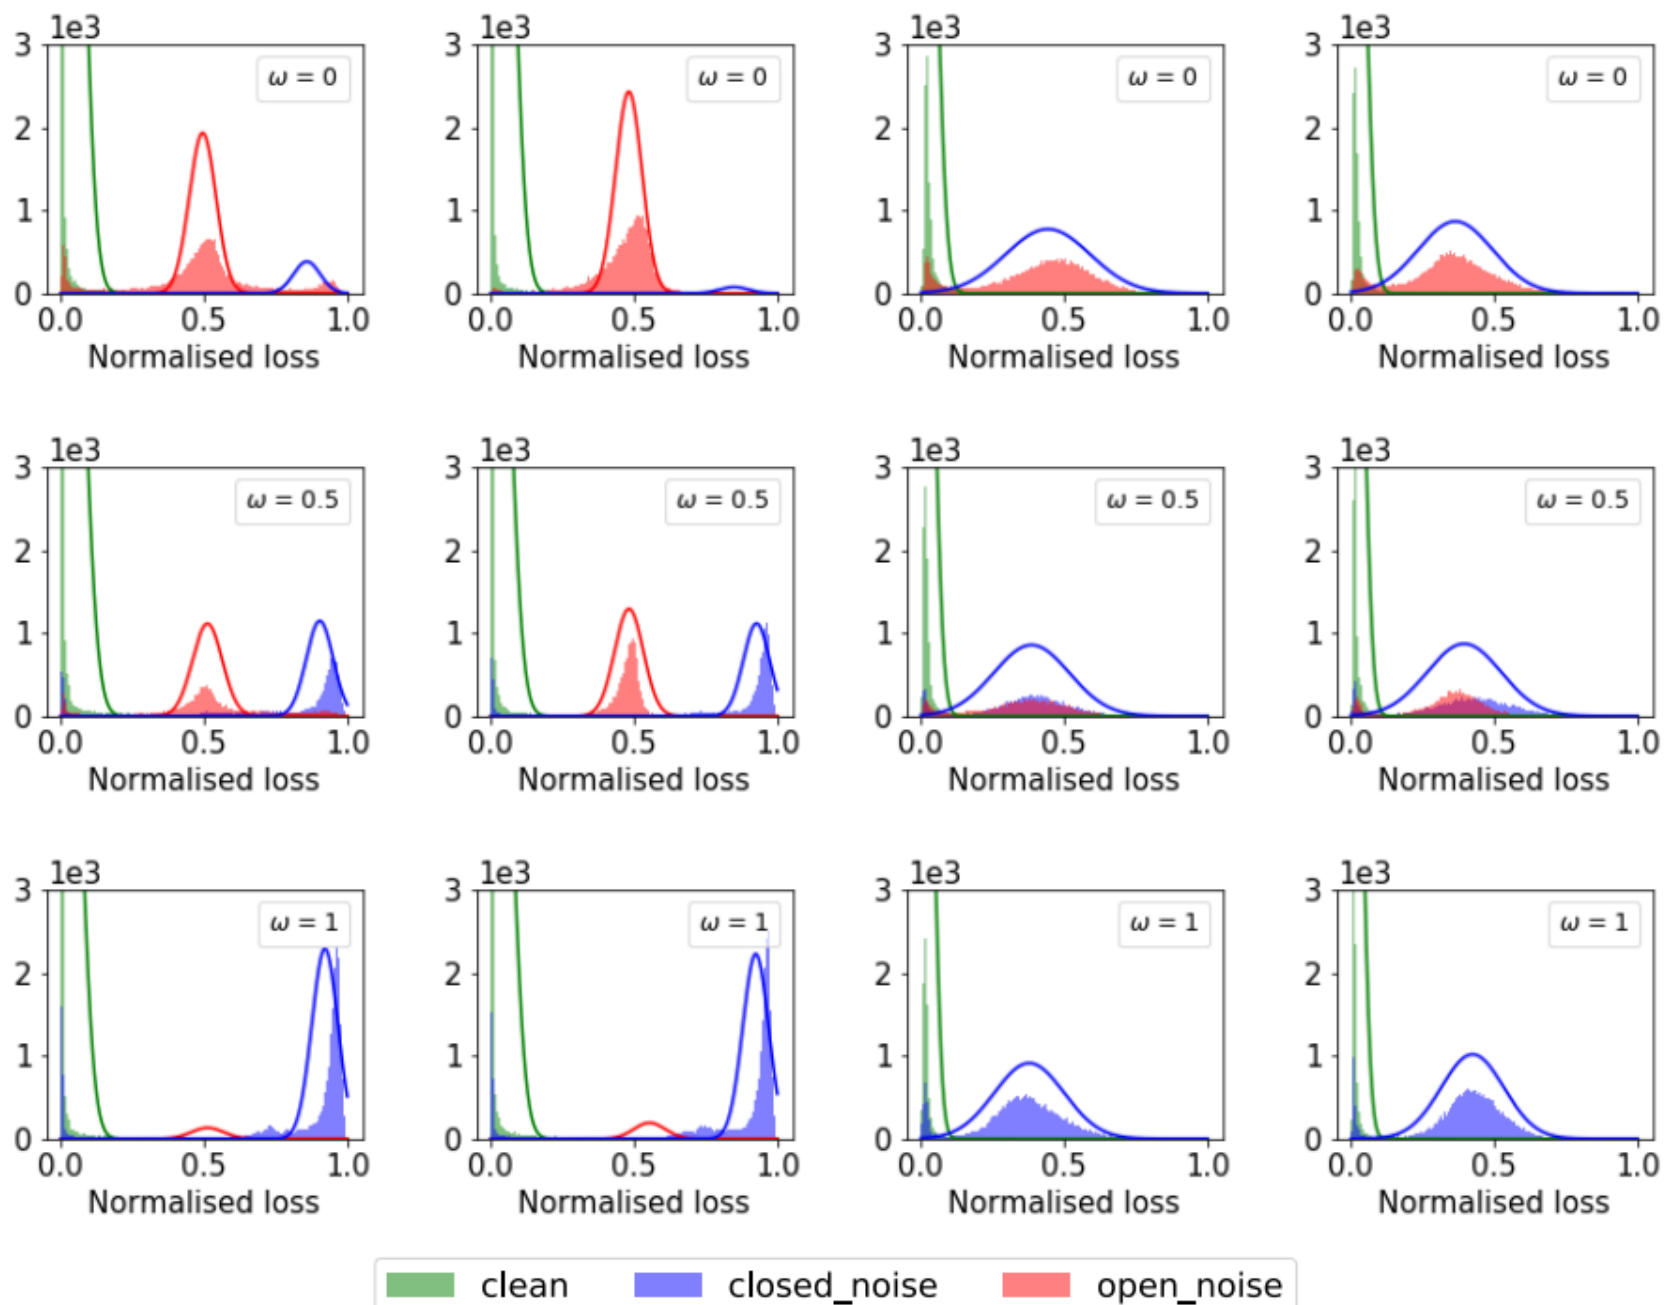 1e3 1e3 1e3 1e3
3 ω = 0 3 ω = 0 3 ω = 0 3 ω = 0
2 2 2 2
1 1 1 1
0 0 0 0
0.0 0.5 1.0 0.0 0.5 1.0 0.0 0.5 1.0 0.0 0.5 1.0
Normalised loss Normalised loss Normalised loss Normalised loss
1e3 1e3 1e3 1e3
3 ω = 0.5 3 ω = 0.5 3 ω = 0.5 3 ω = 0.5
2 2 2 2
1 1 1 1
0 0 0 0
0.0 0.5 1.0 0.0 0.5 1.0 0.0 0.5 1.0 0.0 0.5 1.0
Normalised loss Normalised loss Normalised loss Normalised loss
1e3 1e3 1e3 1e3
3 ω = 1 3 ω = 1 3 ω = 1 3 ω = 1
2 2 2 2
1 1 1 1
0 0 0 0
0.0 0.5 1.0 0.0 0.5 1.0 0.0 0.5 1.0 0.0 0.5 1.0
Normalised loss Normalised loss Normalised loss Normalised loss
clean closed_noise open_noise